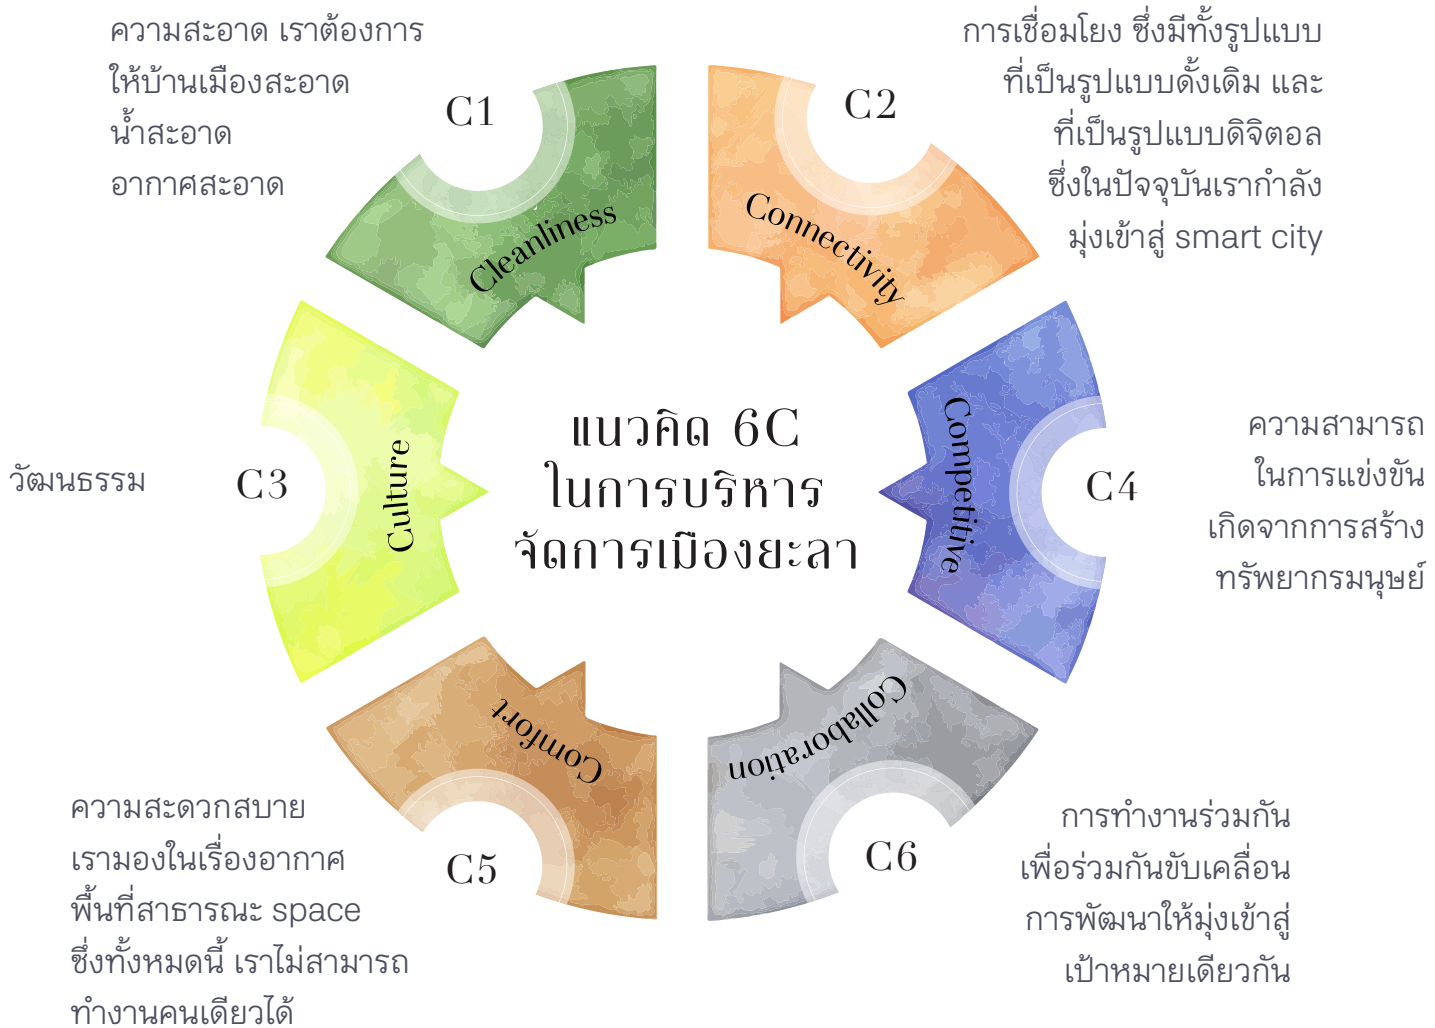 ความสะอาด เราต้องการ
ให้บ้านเมืองสะอาด
น้ำสะอาด
อากาศสะอาด
C1
Cleanliness
การเชื่อมโยง ซึ่งมีทั้งรูปแบบ
ที่เป็นรูปแบบดั้งเดิม และ
ที่เป็นรูปแบบดิจิตอล
ซึ่งในปัจจุบันเรากำลัง
มุ่งเข้าสู่ smart city
C2
Connectivity
แนวคิด 6C
ในการบริหาร
จัดการเมืองยะลา
วัฒนธรรม
C3
Culture
Competitive
C4
ความสามารถ
ในการแข่งขัน
เกิดจากการสร้าง
ทรัพยากรมนุษย์
Comfort
C5
ความสะดวกสบาย
เรามองในเรื่องอากาศ
พื้นที่สาธารณะ space
ซึ่งทั้งหมดนี้ เราไม่สามารถ
ทำงานคนเดียวได้
Collaboration
C6
การทำงานร่วมกัน
เพื่อร่วมกันขับเคลื่อน
การพัฒนาให้มุ่งเข้าสู่
เป้าหมายเดียวกัน